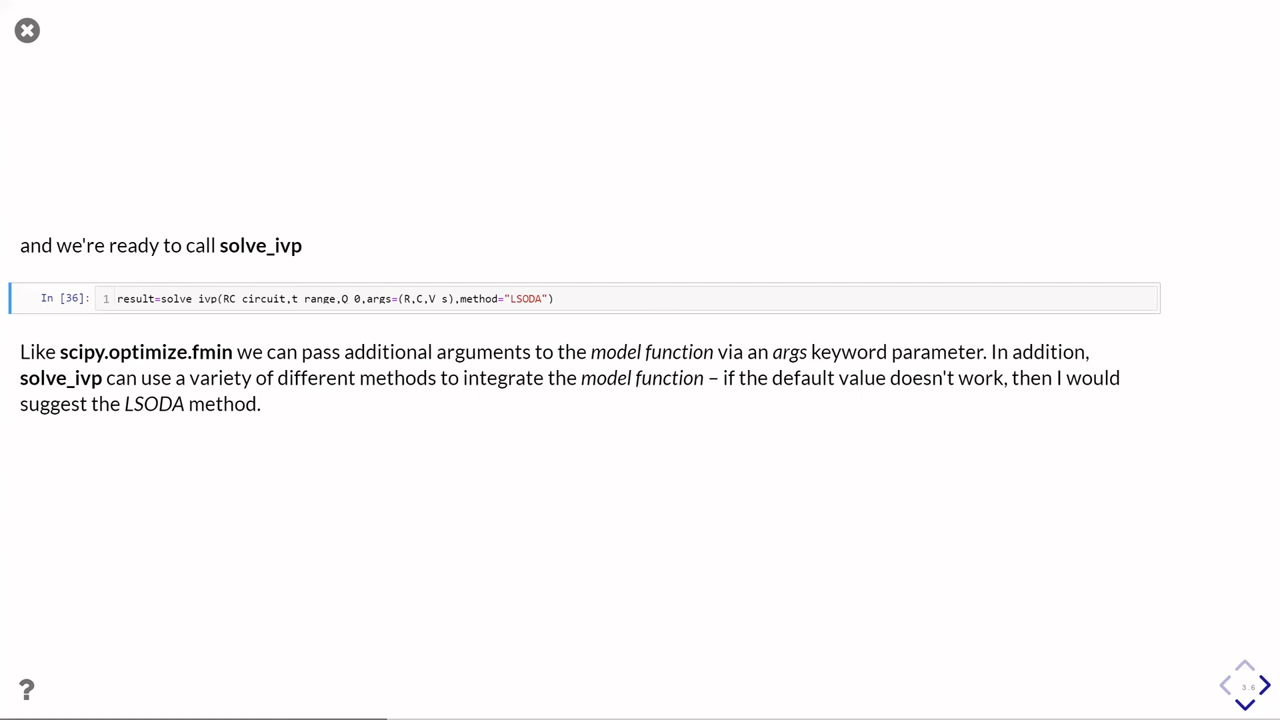 and we're ready to call solve_ivp
In [36]: 1 result=solve_ivp(RC_circuit,t_range,Q_0,args=(R,C,V_s),method="LSODA")
Like scipy.optimize.fmin we can pass additional arguments to the model function via an args keyword parameter. In addition,
solve_ivp can use a variety of different methods to integrate the model function – if the default value doesn't work, then I would
suggest the LSODA method.
?
3.6